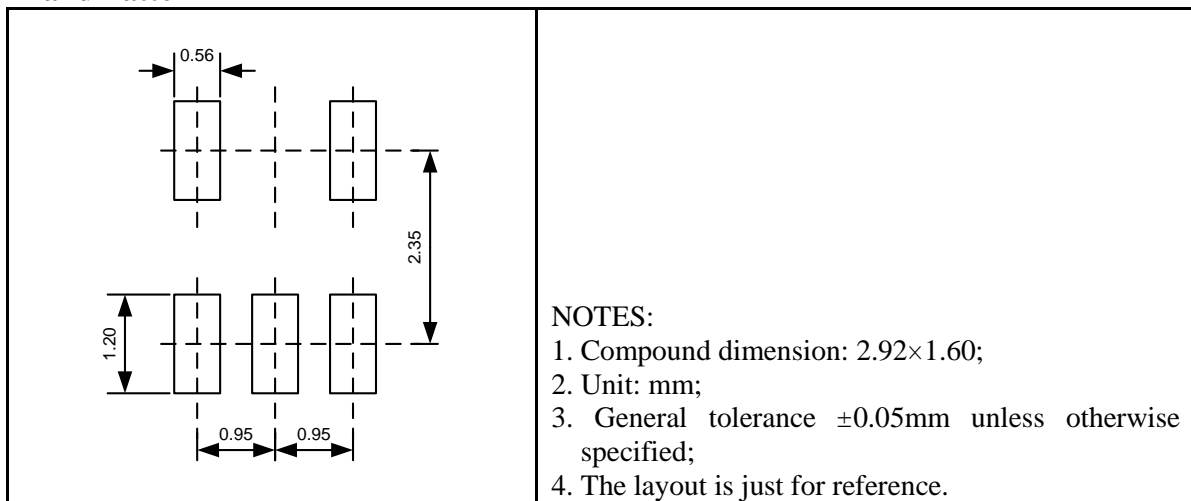 0.56
2.35
1.20
0.95
0.95
NOTES:
1. Compound dimension: 2.92×1.60;
2. Unit: mm;
3. General tolerance ±0.05mm unless otherwise
specified;
4. The layout is just for reference.